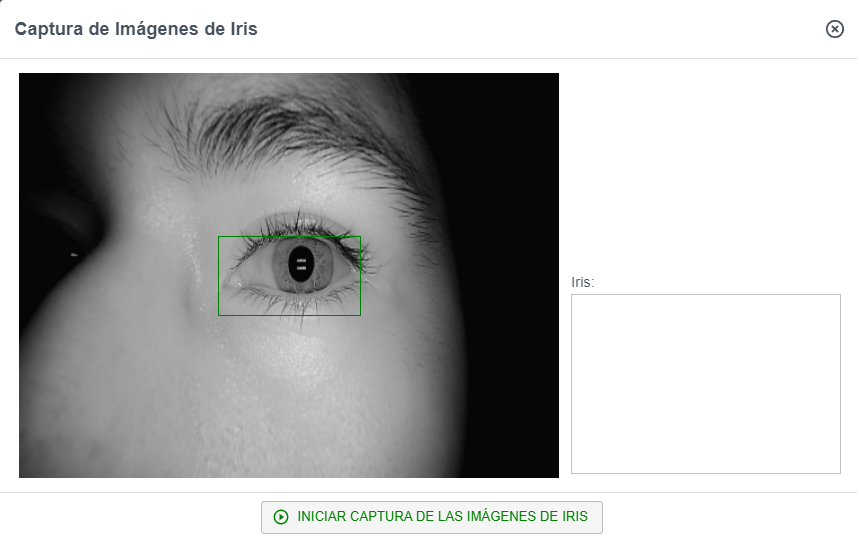 Captura de Imágenes de Iris
Iris:
INICIAR CAPTURA DE LAS IMÁGENES DE IRIS